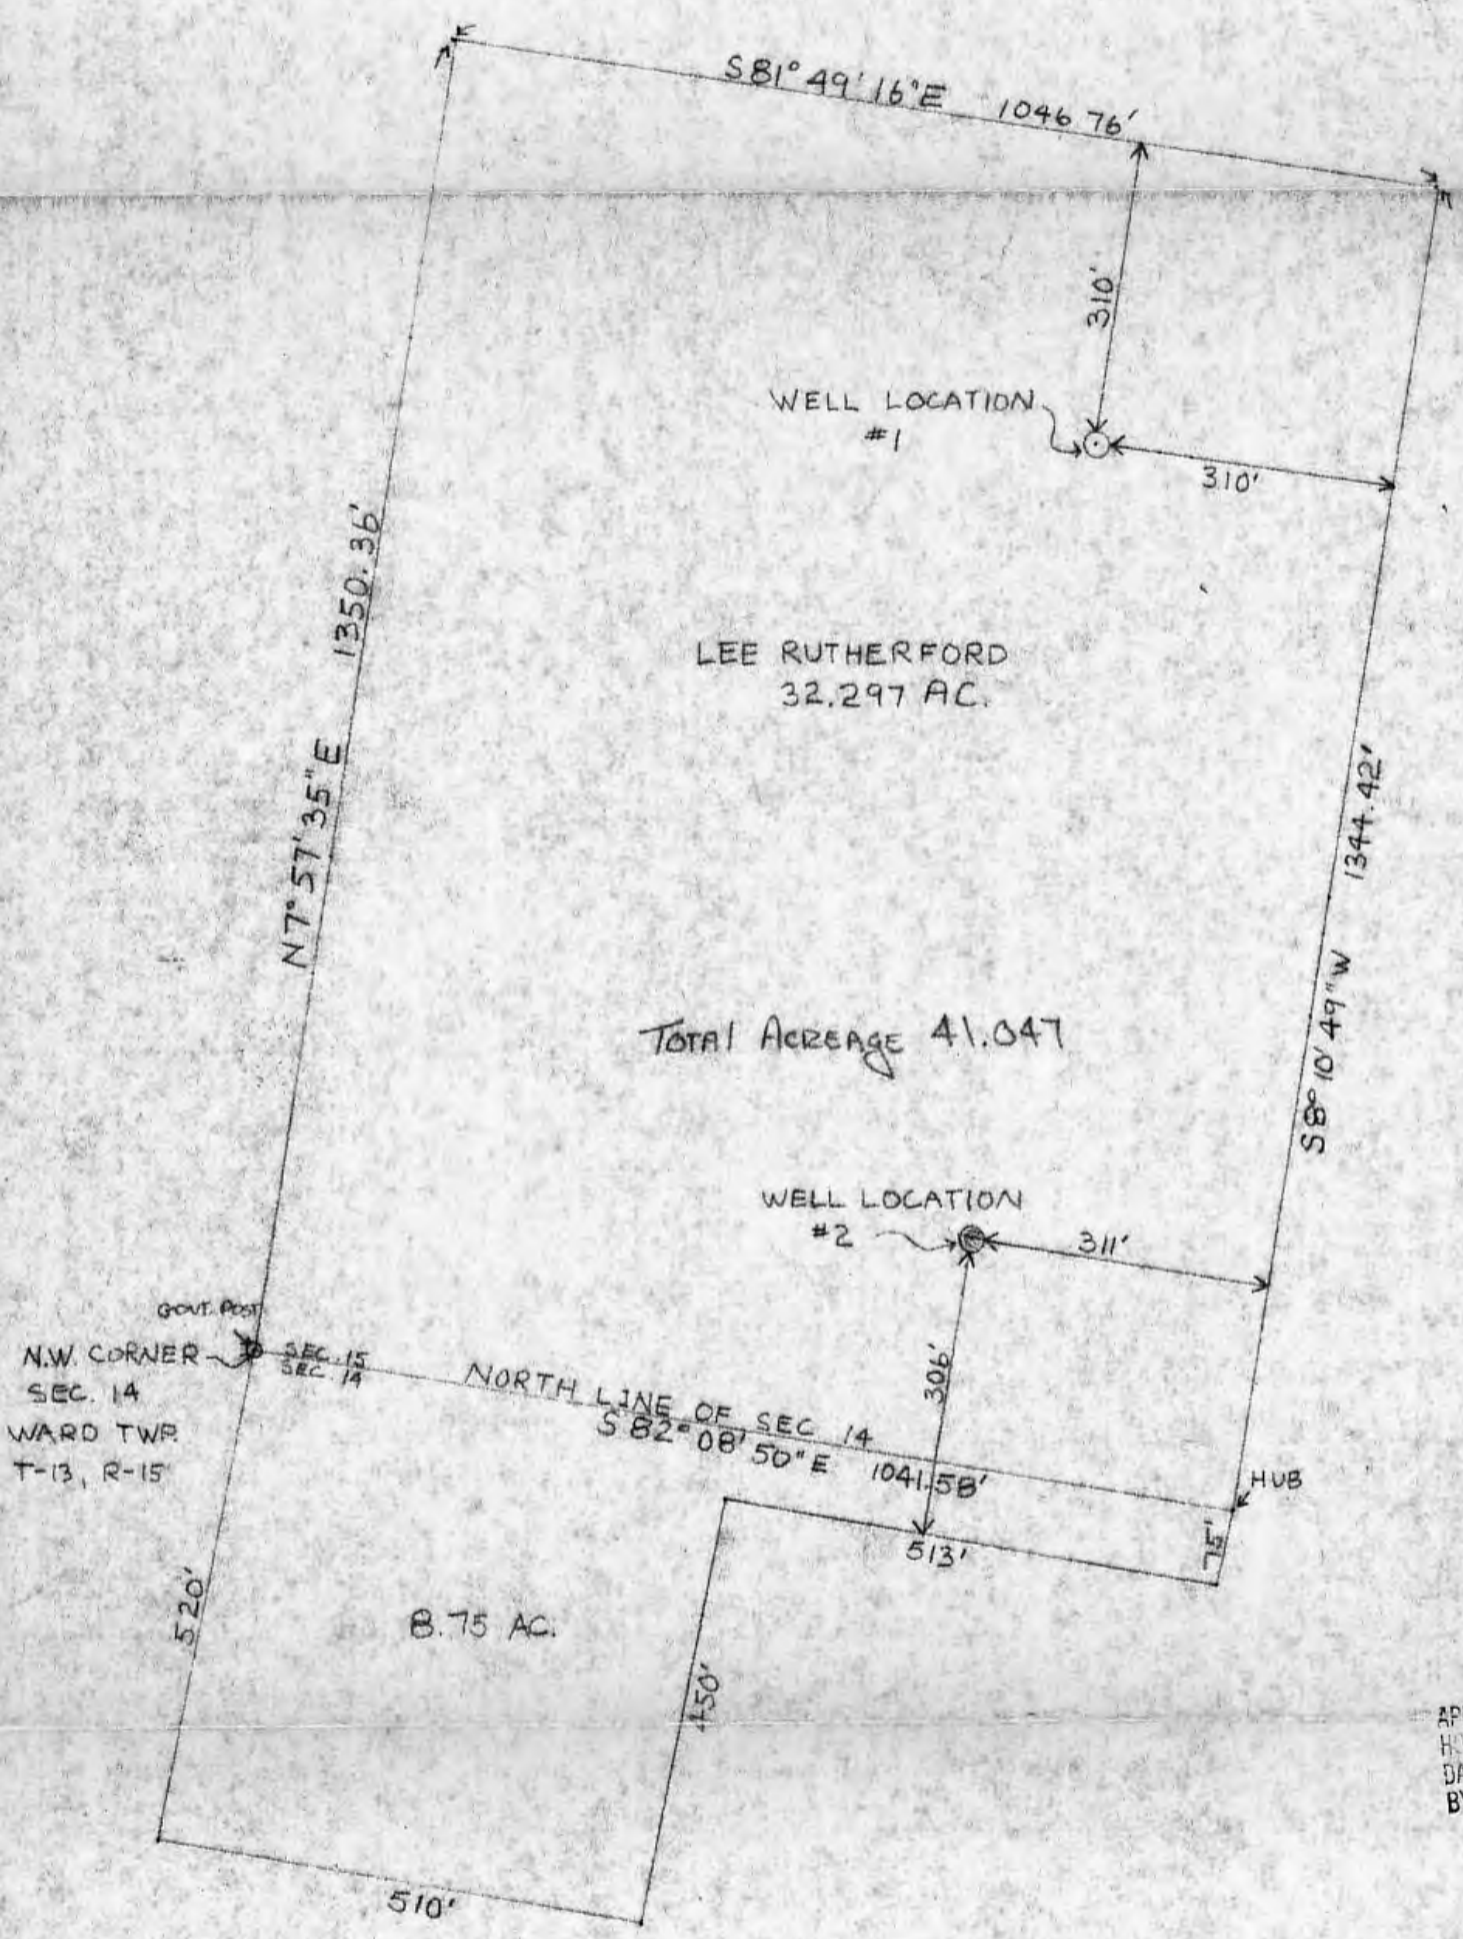 S81° 49' 16"E 1046.76'
310'
WELL LOCATION
#1
310'
1350.36'
N7° 57' 35" E
LEE RUTHERFORD
32.297 AC.
1344.42'
S8° 10' 49" W
TOTAl ACREAgE 41.047
WELL LOCATION
#2
311'
306'
GOVT. POST
N.W. CORNER
SEC. 14
WARD TWP.
T-13, R-15
SEC. 15
SEC. 14
NORTH LINE OF SEC 14
S 82° 08' 50" E 1041.58'
HUB
75'
513'
520'
8.75 AC.
450'
510'